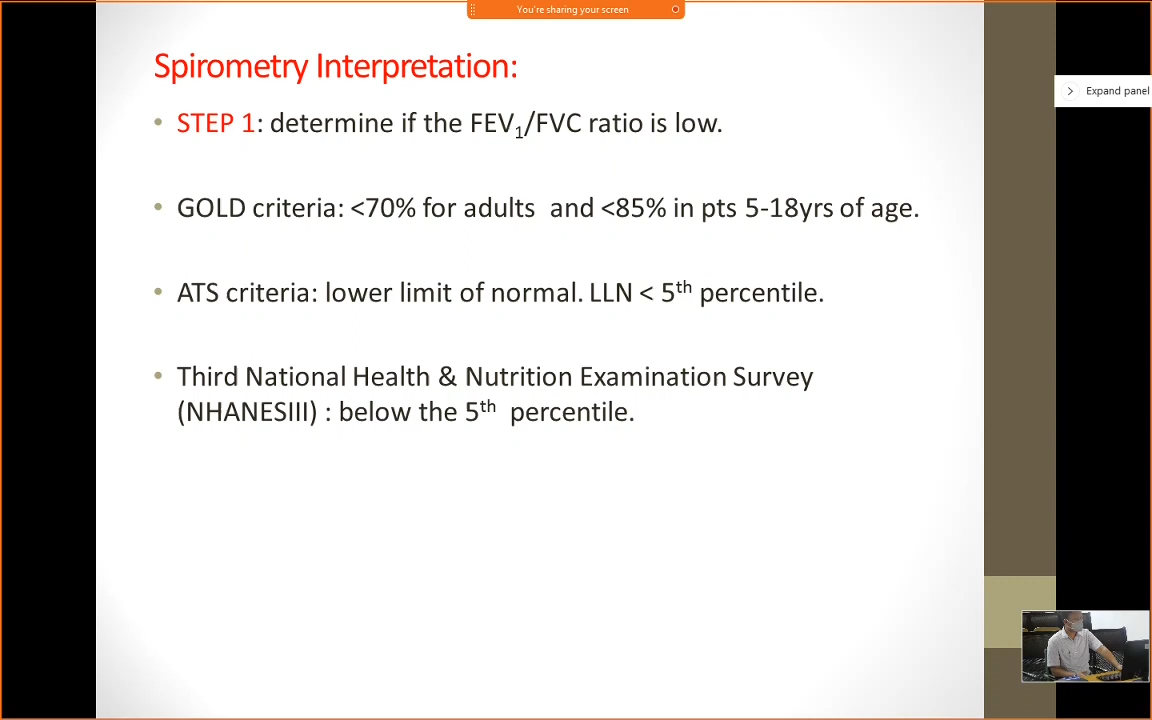 You're sharing your screen
Spirometry Interpretation:
Expand panel
• STEP 1: determine if the FEV₁/FVC ratio is low.
• GOLD criteria: <70% for adults  and <85% in pts 5-18yrs of age.
• ATS criteria: lower limit of normal. LLN < 5th percentile.
• Third National Health & Nutrition Examination Survey
(NHANESIII) : below the 5th  percentile.